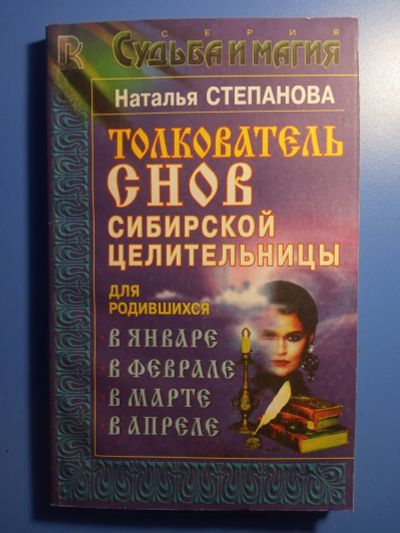 СЕРИЯ
СУДЬБА И МАГИЯ
Наталья СТЕПАНОВА
ТОЛКОВАТЕЛЬ
СНОВ
СИБИРСКОЙ
ЦЕЛИТЕЛЬНИЦЫ
ДЛЯ
РОДИВШИХСЯ
В ЯНВАРЕ
В ФЕВРАЛЕ
В МАРТЕ
В АПРЕЛЕ